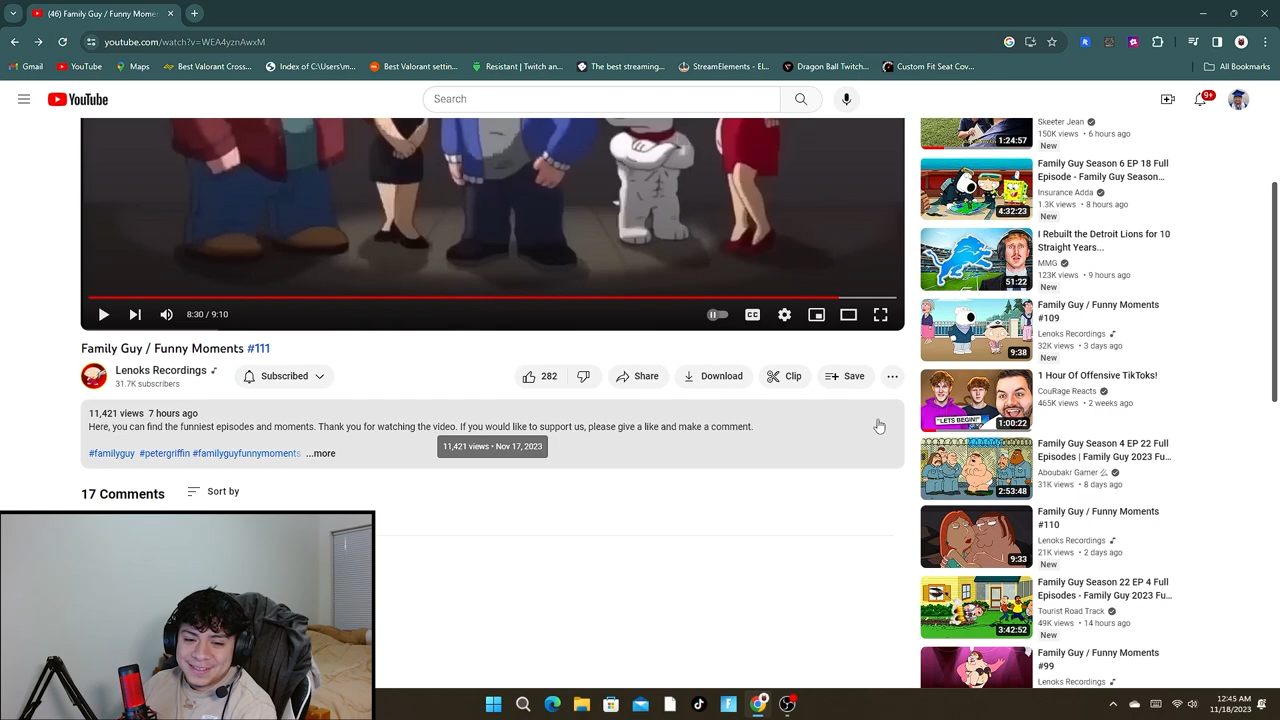 (46) Family Guy / Funny Momen
youtube.com/watch?v=WEA4yznAvxM
Gmail
YouTube
Maps
Best Valorant Cross...
Index of C:\Users\m...
Best Valorant settin...
Resistant | Twitch an...
The best streaming...
StreamElements - El...
Dragon Ball Twitch...
Custom Fit Seat Cov...
All Bookmarks
YouTube
Search
9+
Skeeter Jean
150K views • 6 hours ago
New
1:24:57
Family Guy Season 6 EP 18 Full
Episode - Family Guy Season...
Insurance Adda
1.3K views • 8 hours ago
New
4:32:23
I Rebuilt the Detroit Lions for 10
Straight Years...
MMG
123K views • 9 hours ago
New
51:22
Family Guy / Funny Moments
#109
Lenoks Recordings
32K views • 3 days ago
New
9:38
1 Hour Of Offensive TikToks!
CouRage Reacts
465K views • 2 weeks ago
"LETS BEGIN!"
1:00:22
Family Guy Season 4 EP 22 Full
Episodes | Family Guy 2023 Fu...
Aboubakr Gamer
31K views • 8 days ago
2:53:48
Family Guy / Funny Moments
#110
Lenoks Recordings
21K views • 2 days ago
New
9:33
Family Guy Season 22 EP 4 Full
Episodes - Family Guy 2023 Fu...
Tourist Road Track
49K views • 14 hours ago
New
3:42:52
Family Guy / Funny Moments
#99
Lenoks Recordings
8:30 / 9:10
CC
Family Guy / Funny Moments #111
Lenoks Recordings
31.7K subscribers
Subscribed
282
Share
Download
Clip
Save
11,421 views 7 hours ago
Here, you can find the funniest episodes and moments. Thank you for watching the video. If you would like to support us, please give a like and make a comment.
11,421 views • Nov 17, 2023
#familyguy #petergriffin #familyguyfunnymoments ...more
17 Comments
Sort by
12:45 AM
11/18/2023